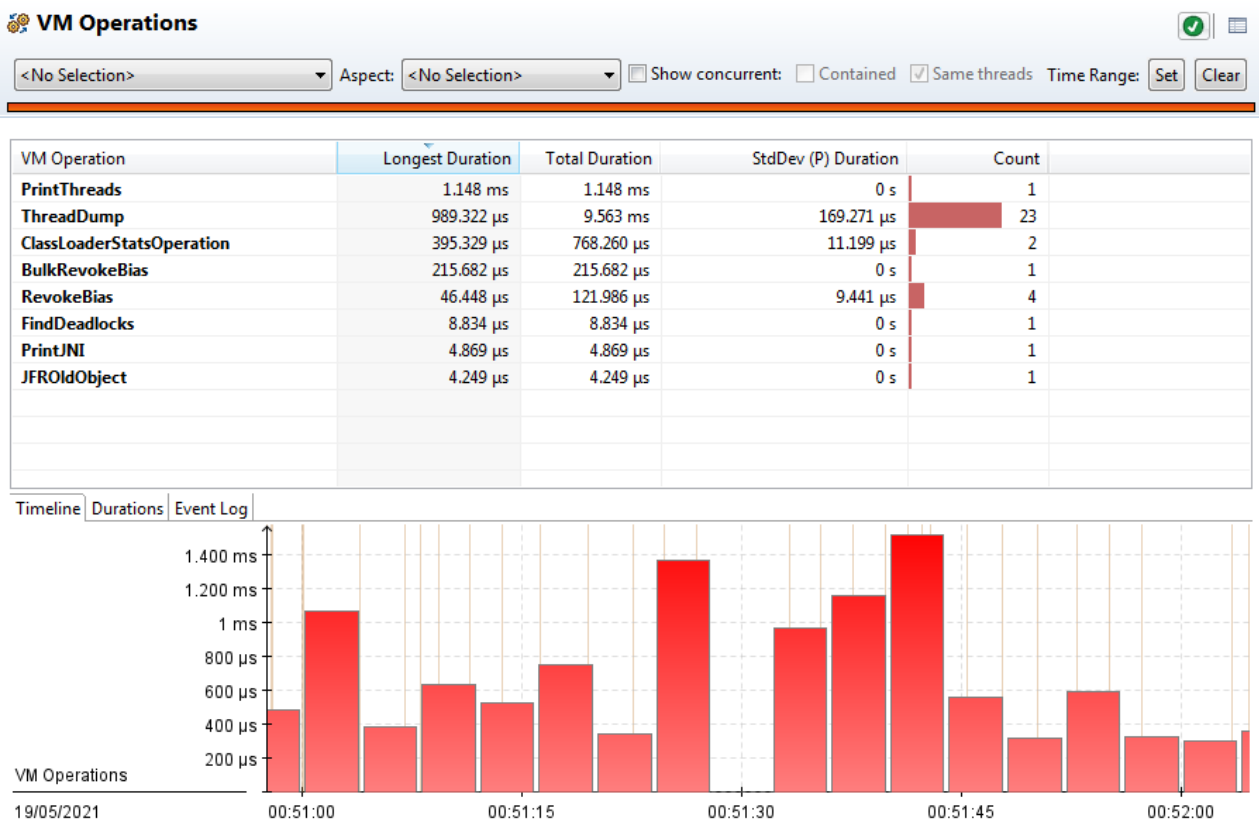 VM Operations
<No Selection> Aspect: <No Selection> Show concurrent: Contained Same threads Time Range: Set Clear
VM Operation Longest Duration Total Duration StdDev (P) Duration Count
PrintThreads 1.148 ms 1.148 ms 0 s 1
ThreadDump 989.322 µs 9.563 ms 169.271 µs 23
ClassLoaderStatsOperation 395.329 µs 768.260 µs 11.199 µs 2
BulkRevokeBias 215.682 µs 215.682 µs 0 s 1
RevokeBias 46.448 µs 121.986 µs 9.441 µs 4
FindDeadlocks 8.834 µs 8.834 µs 0 s 1
PrintJNI 4.869 µs 4.869 µs 0 s 1
JFROldObject 4.249 µs 4.249 µs 0 s 1
Timeline Durations Event Log
1.400 ms
1.200 ms
1 ms
800 µs
600 µs
400 µs
200 µs
VM Operations
19/05/2021 00:51:00 00:51:15 00:51:30 00:51:45 00:52:00